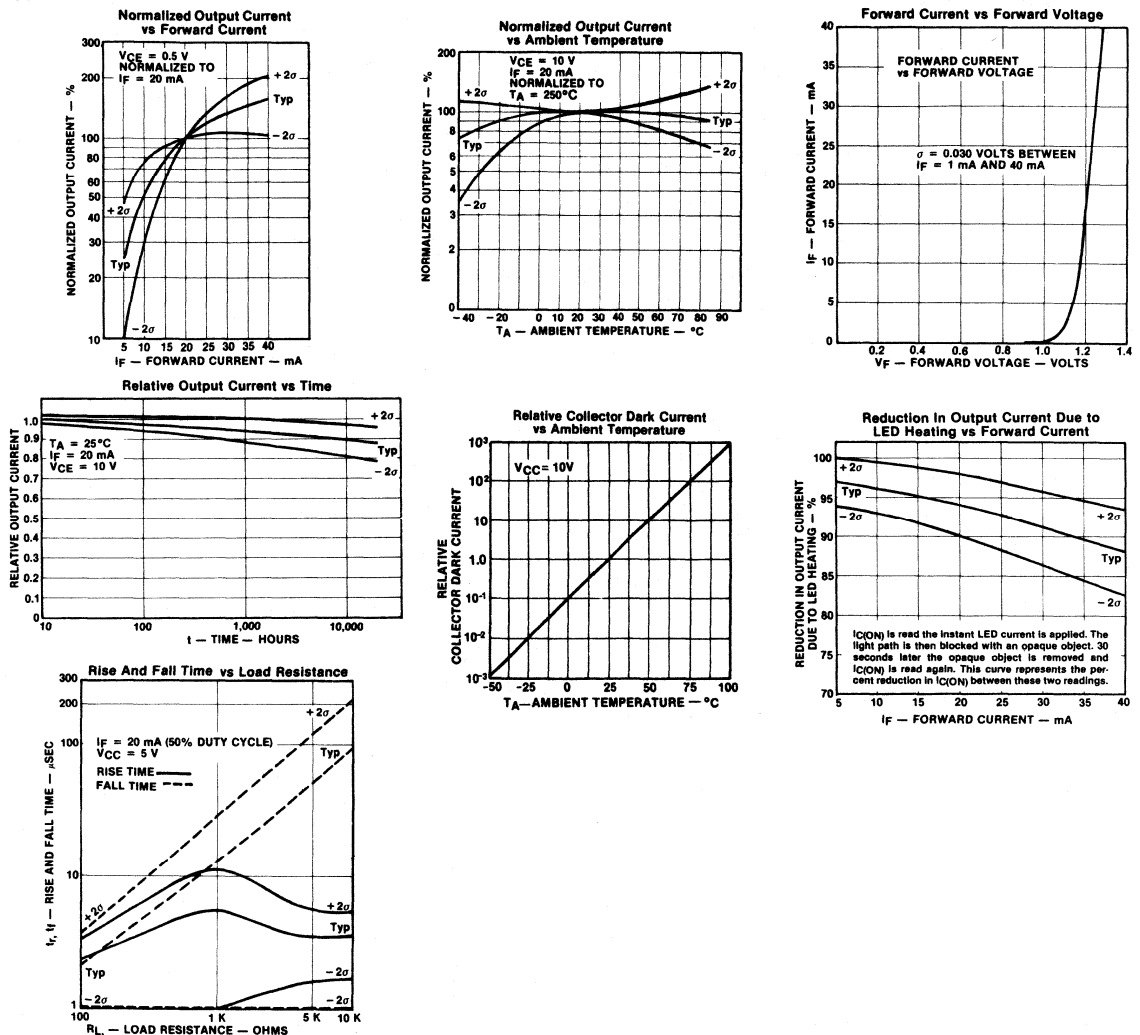 Normalized Output Current
vs Forward Current
NORMALIZED OUTPUT CURRENT — %
300
200
100
80
60
50
40
30
20
10
VCE = 0.5 V
NORMALIZED TO
IF = 20 mA
+2σ
Typ
−2σ
+2σ
Typ
−2σ
5 10 15 20 25 30 35 40
IF — FORWARD CURRENT — mA
Normalized Output Current
vs Ambient Temperature
NORMALIZED OUTPUT CURRENT — %
200
100
8
6
4
3
2
0
VCE = 10 V
IF = 20 mA
NORMALIZED TO
TA = 250°C
+2σ
Typ
−2σ
+2σ
Typ
−2σ
−40 −20 0 10 20 30 40 50 60 70 80 90
TA — AMBIENT TEMPERATURE — °C
Forward Current vs Forward Voltage
IF — FORWARD CURRENT — mA
40
35
30
25
20
15
10
5
0
FORWARD CURRENT
vs FORWARD VOLTAGE
σ = 0.030 VOLTS BETWEEN
IF = 1 mA AND 40 mA
0.2 0.4 0.6 0.8 1.0 1.2 1.4
VF — FORWARD VOLTAGE — VOLTS
Relative Output Current vs Time
RELATIVE OUTPUT CURRENT
1.0
0.9
0.8
0.7
0.6
0.5
0.4
0.3
0.2
0.1
0
TA = 25°C
IF = 20 mA
VCE = 10 V
+2σ
Typ
−2σ
10 100 1,000 10,000
t — TIME — HOURS
Relative Collector Dark Current
vs Ambient Temperature
RELATIVE
COLLECTOR DARK CURRENT
10³
10²
10
1.0
10⁻¹
10⁻²
10⁻³
VCC= 10V
−50 −25 0 25 50 75 100
TA—AMBIENT TEMPERATURE — °C
Reduction In Output Current Due to
LED Heating vs Forward Current
REDUCTION IN OUTPUT CURRENT
DUE TO LED HEATING — %
100
95
90
85
80
75
70
+2σ
Typ
−2σ
+2σ
Typ
−2σ
IC(ON) is read the instant LED current is applied. The
light path is then blocked with an opaque object. 30
seconds later the opaque object is removed and
IC(ON) is read again. This curve represents the per-
cent reduction in IC(ON) between these two readings.
5 10 15 20 25 30 35 40
IF — FORWARD CURRENT — mA
Rise And Fall Time vs Load Resistance
tr, tf — RISE AND FALL TIME — μSEC
300
200
100
10
1
IF = 20 mA (50% DUTY CYCLE)
VCC = 5 V
RISE TIME
FALL TIME
+2σ
Typ
+2σ
Typ
−2σ
−2σ
+2σ
Typ
−2σ
100 1 K 5 K 10 K
RL, — LOAD RESISTANCE — OHMS